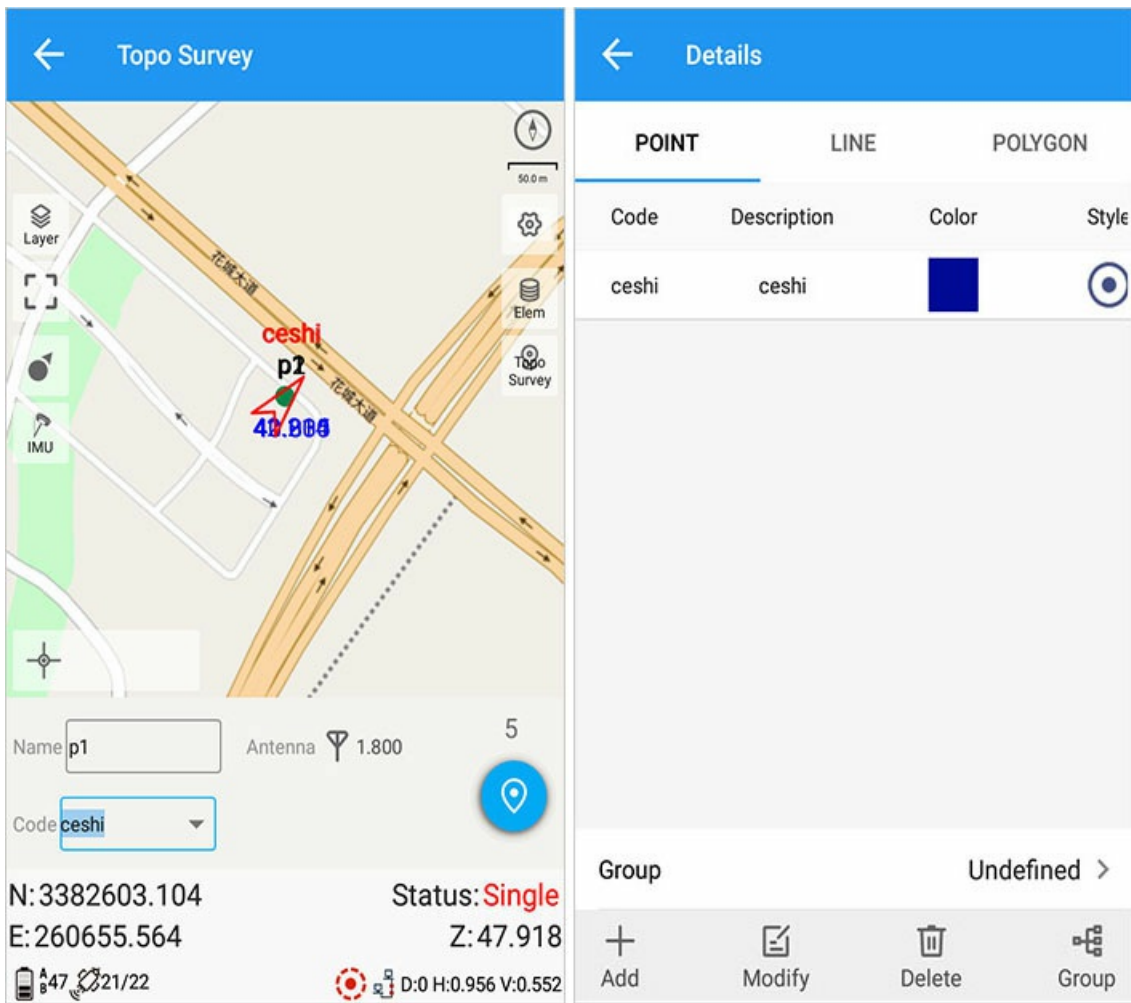 Topo Survey
50.0 m
Layer
花城大道
Elem
ceshi
Topo
Survey
花城大道
IMU
Name p1
Antenna 1.800
5
Code ceshi
N:3382603.104
Status:Single
E:260655.564
Z:47.918
A
B 47
21/22
D:0 H:0.956 V:0.552
Details
POINT LINE POLYGON
Code Description Color Style
ceshi ceshi
Group Undefined >
Add Modify Delete Group